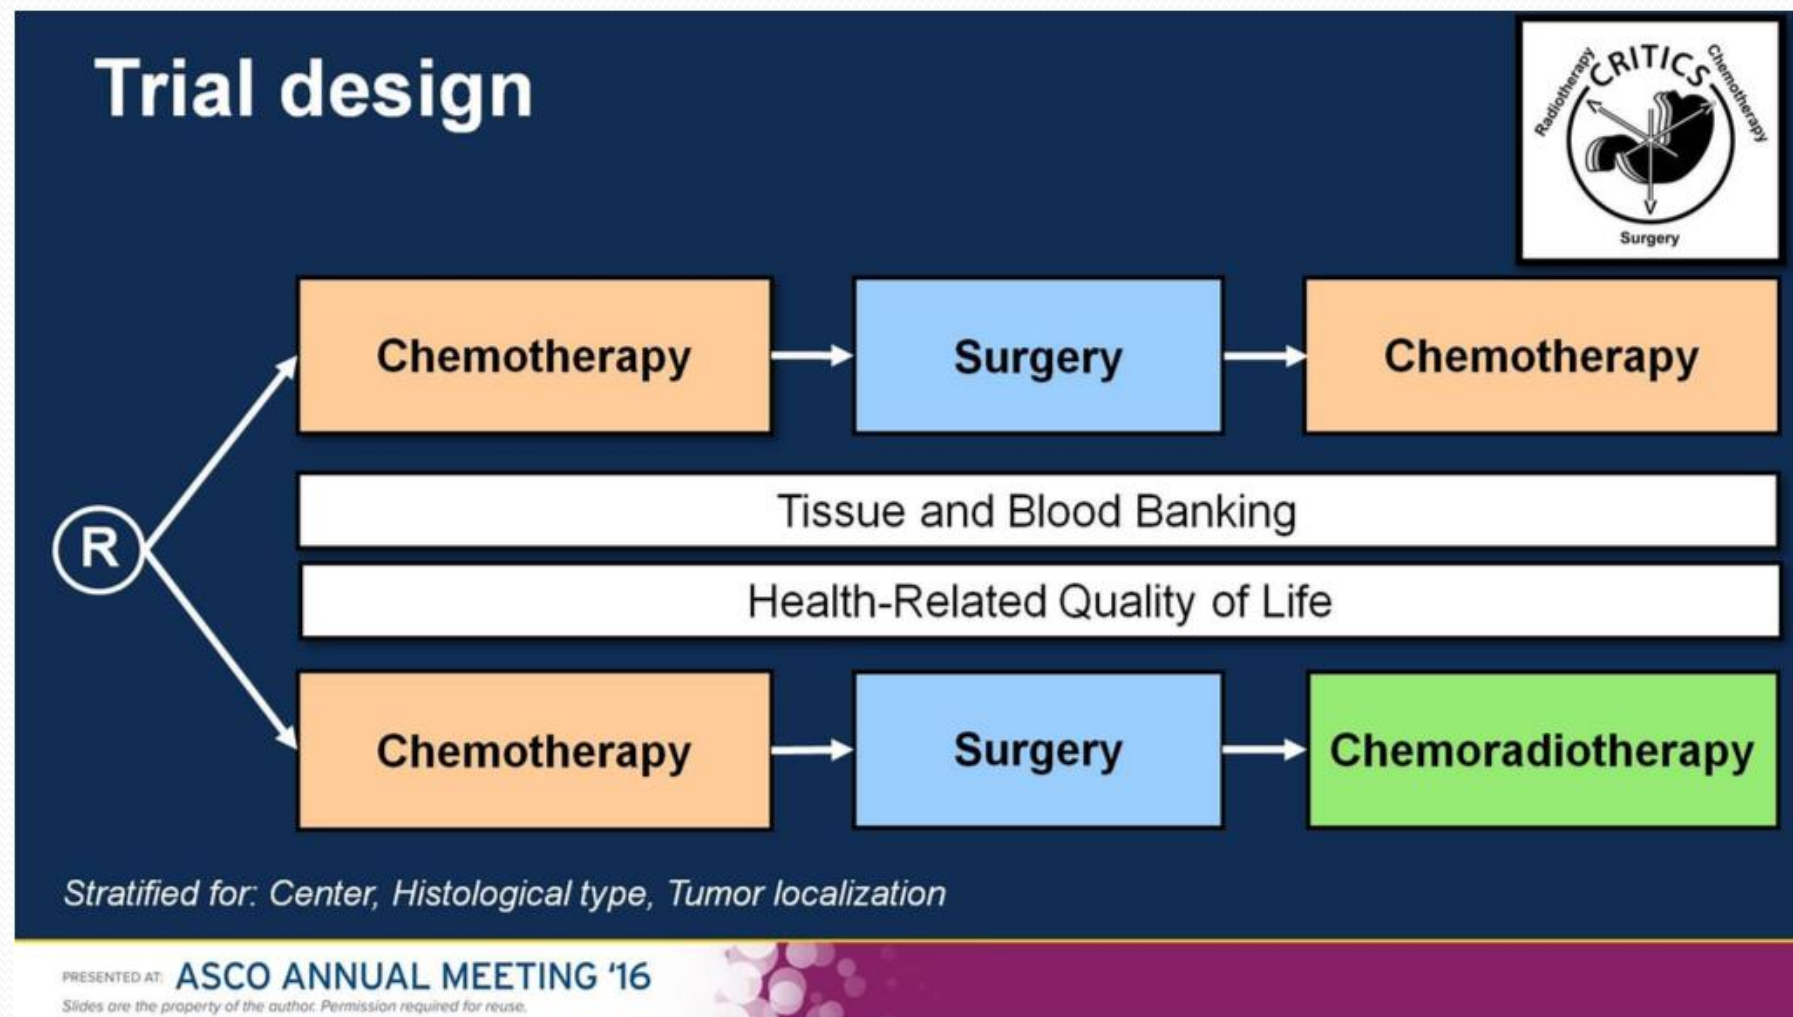 Trial design
Radiotherapy
CRITICS
Chemotherapy
Surgery
Chemotherapy
Surgery
Chemotherapy
Tissue and Blood Banking
R
Health-Related Quality of Life
Chemotherapy
Surgery
Chemoradiotherapy
Stratified for: Center, Histological type, Tumor localization
PRESENTED AT: ASCO ANNUAL MEETING '16
Slides are the property of the author. Permission required for reuse.